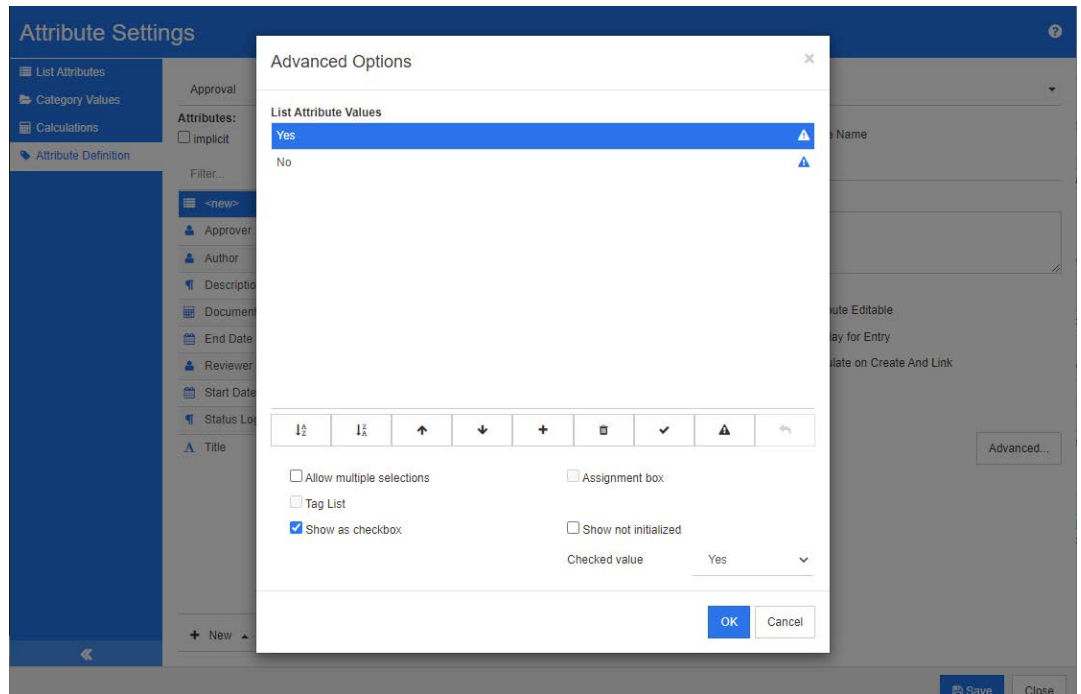 Attribute Settings
List Attributes
Category Values
Calculations
Attribute Definition
Approval
Attributes:
implicit
Filter...
<new>
Approver
Author
Descriptio
Document
End Date
Reviewer
Start Date
Status Log
Title
+ New
Advanced Options
List Attribute Values
Yes
No
Allow multiple selections
Assignment box
Tag List
Show as checkbox
Show not initialized
Checked value
Yes
OK
Cancel
Name
ute Editable
lay for Entry
ulate on Create And Link
Advanced...
Save
Close